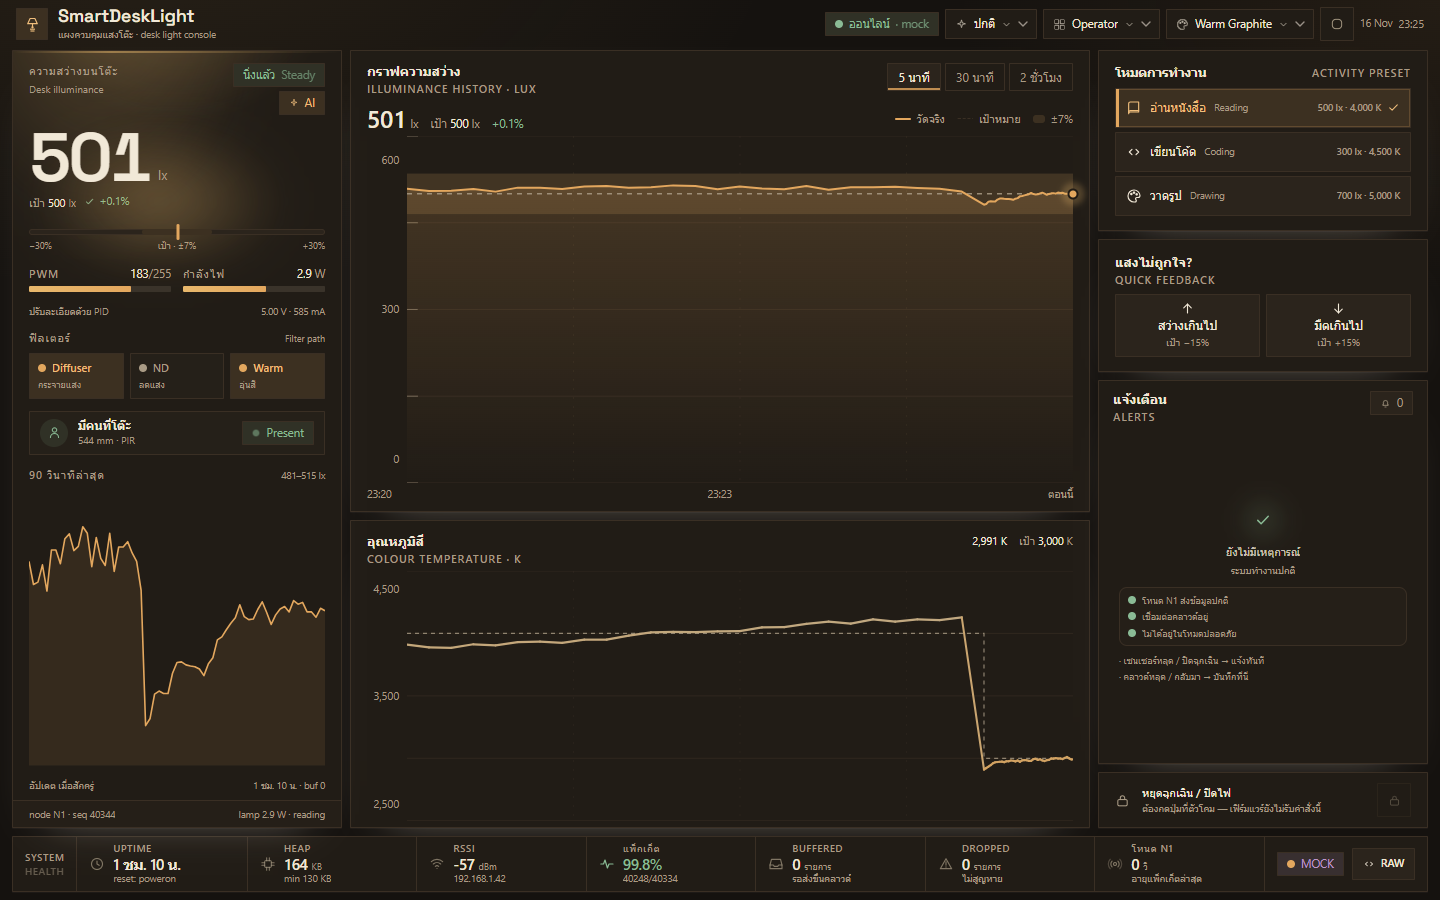 SmartDeskLight
แผงควบคุมแสงโต๊ะ · desk light console
ออนไลน์ · mock
ปกติ
Operator
Warm Graphite
16 Nov 23:25
ความสว่างบนโต๊ะ
Desk illuminance
นิ่งแล้ว Steady
AI
501 lx
เป้า 500 lx +0.1%
−30% เป้า · ±7% +30%
PWM 183/255
กำลังไฟ 2.9 W
ปรับละเอียดด้วย PID 5.00 V · 585 mA
ฟิลเตอร์ Filter path
Diffuser
กระจายแสง
ND
ลดแสง
Warm
อุ่นสี
มีคนที่โต๊ะ
544 mm · PIR
Present
90 วินาทีล่าสุด 481–515 lx
อัปเดต เมื่อสักครู่ 1 ชม. 10 น. · buf 0
node N1 · seq 40344 lamp 2.9 W · reading
กราฟความสว่าง
ILLUMINANCE HISTORY · LUX
5 นาที
30 นาที
2 ชั่วโมง
501 lx เป้า 500 lx +0.1%
วัดจริง เป้าหมาย ±7%
600
300
0
23:20 23:23 ตอนนี้
อุณหภูมิสี
COLOUR TEMPERATURE · K
2,991 K เป้า 3,000 K
4,500
3,500
2,500
โหมดการทำงาน ACTIVITY PRESET
อ่านหนังสือ Reading 500 lx · 4,000 K
เขียนโค้ด Coding 300 lx · 4,500 K
วาดรูป Drawing 700 lx · 5,000 K
แสงไม่ถูกใจ?
QUICK FEEDBACK
สว่างเกินไป
เป้า −15%
มืดเกินไป
เป้า +15%
แจ้งเตือน
ALERTS
0
ยังไม่มีเหตุการณ์
ระบบทำงานปกติ
โหนด N1 ส่งข้อมูลปกติ
เชื่อมต่อคลาวด์อยู่
ไม่ได้อยู่ในโหมดปลอดภัย
· เซนเซอร์หลุด / ปิดฉุกเฉิน → แจ้งทันที
· คลาวด์หลุด / กลับมา → บันทึกที่นี่
หยุดฉุกเฉิน / ปิดไฟ
ต้องกดปุ่มที่ตัวโคม — เฟิร์มแวร์ยังไม่รับคำสั่งนี้
SYSTEM
HEALTH
UPTIME
1 ชม. 10 น.
reset: poweron
HEAP
164 KB
min 130 KB
RSSI
-57 dBm
192.168.1.42
แพ็กเก็ต
99.8%
40248/40334
BUFFERED
0 รายการ
รอส่งขึ้นคลาวด์
DROPPED
0 รายการ
ไม่สูญหาย
โหนด N1
0 วิ
อายุแพ็กเก็ตล่าสุด
MOCK
RAW